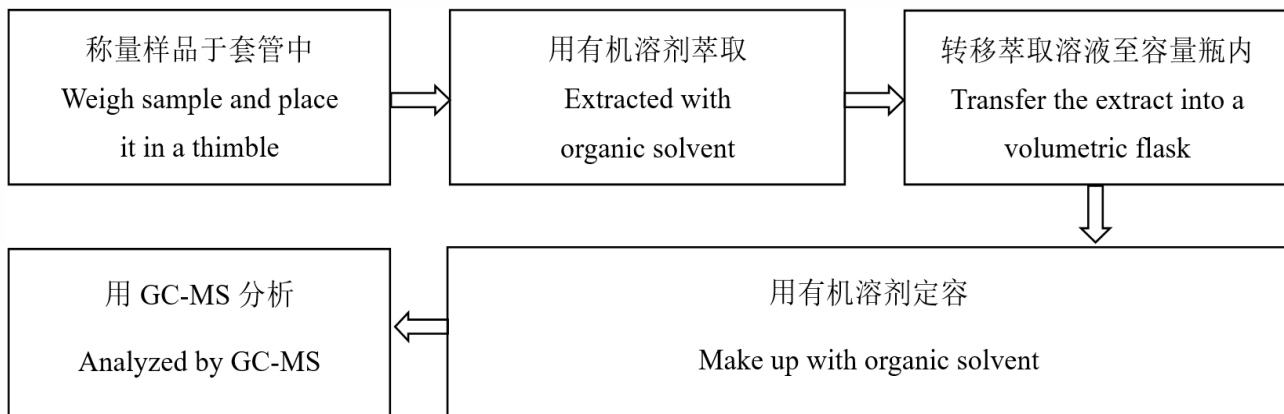 称量样品于套管中
Weigh sample and place
it in a thimble
用有机溶剂萃取
Extracted with
organic solvent
转移萃取溶液至容量瓶内
Transfer the extract into a
volumetric flask
用有机溶剂定容
Make up with organic solvent
用 GC-MS 分析
Analyzed by GC-MS